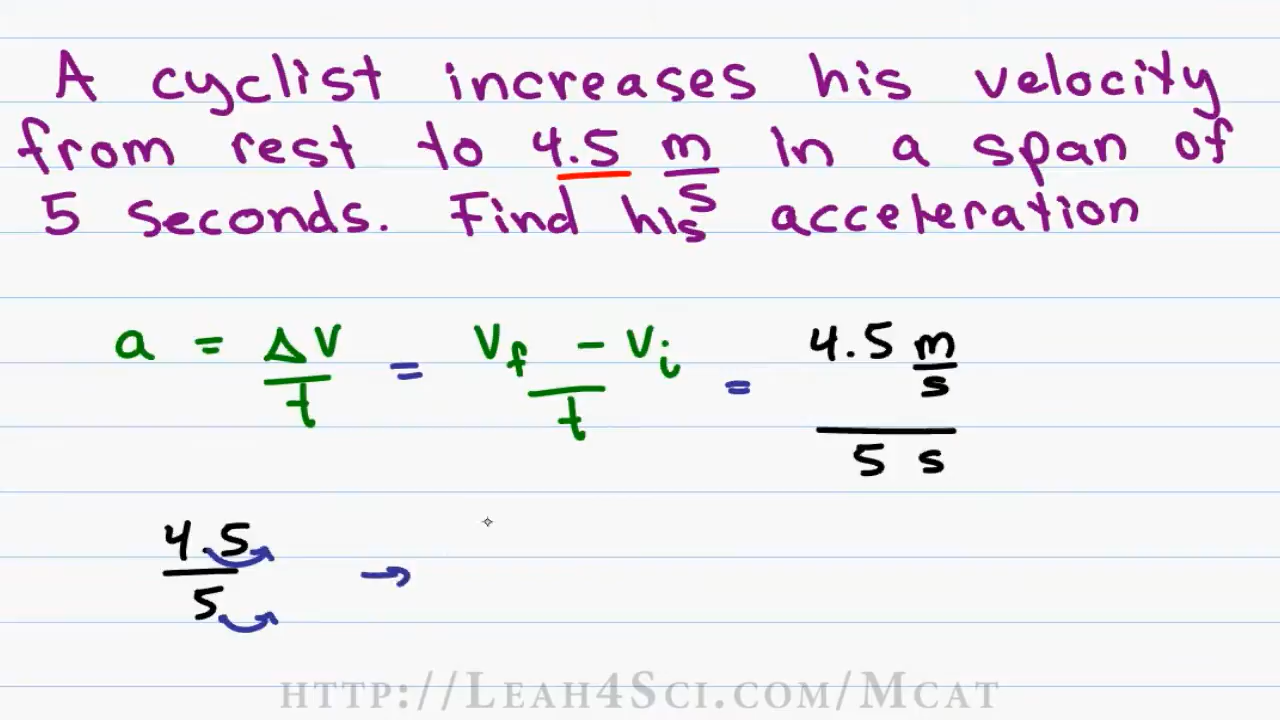 A cyclist increases his velocity
from rest to 4.5 m/s in a span of
5 seconds. Find his acceleration
a = ΔV/t = Vf - Vi/t = 4.5 m/s / 5 s
4.5/5 →
HTTP://LEAH4SCI.COM/MCAT